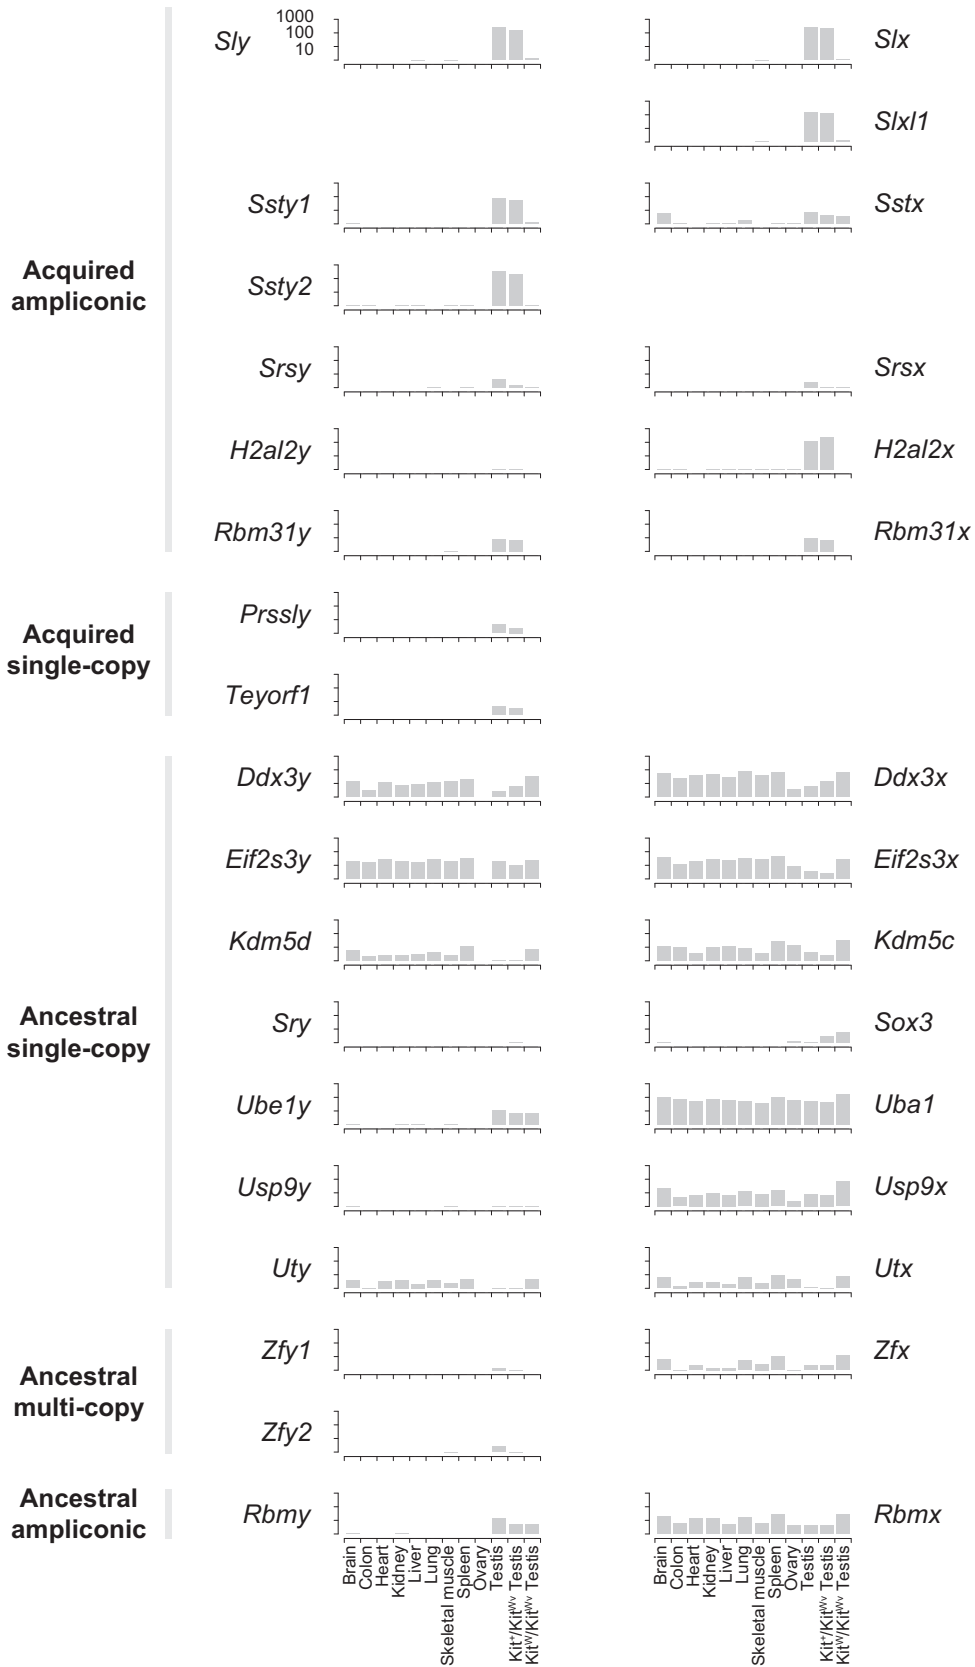 1000
100
10
Sly
Slx
Slxl1
Ssty1
Sstx
Acquired
ampliconic
Ssty2
Srsy
Srsx
H2al2y
H2al2x
Rbm31y
Rbm31x
Acquired
single-copy
Prssly
Teyorf1
Ddx3y
Ddx3x
Eif2s3y
Eif2s3x
Kdm5d
Kdm5c
Ancestral
single-copy
Sry
Sox3
Ube1y
Uba1
Usp9y
Usp9x
Uty
Utx
Ancestral
multi-copy
Zfy1
Zfx
Zfy2
Ancestral
ampliconic
Rbmy
Rbmx
Brain
Colon
Heart
Kidney
Liver
Lung
Skeletal muscle
Spleen
Ovary
Testis
Kit⁺/Kitᵂᵛ Testis
Kitᵂ/Kitᵂᵛ Testis
Brain
Colon
Heart
Kidney
Liver
Lung
Skeletal muscle
Spleen
Ovary
Testis
Kit⁺/Kitᵂᵛ Testis
Kitᵂ/Kitᵂᵛ Testis